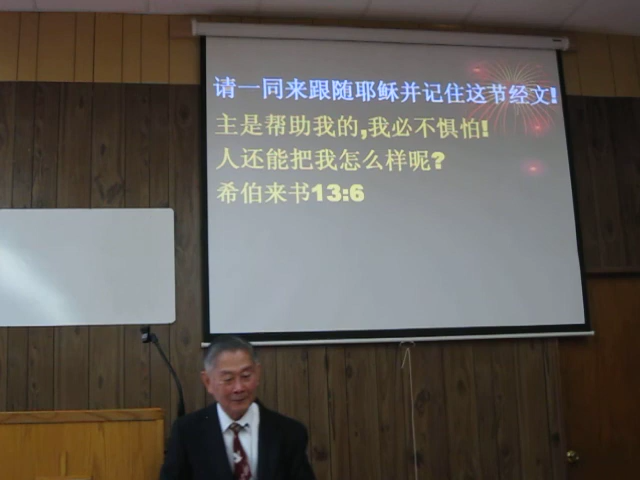 请一同来跟随耶稣并记住这节经文!
主是帮助我的,我必不惧怕!
人还能把我怎么样呢?
希伯来书13:6